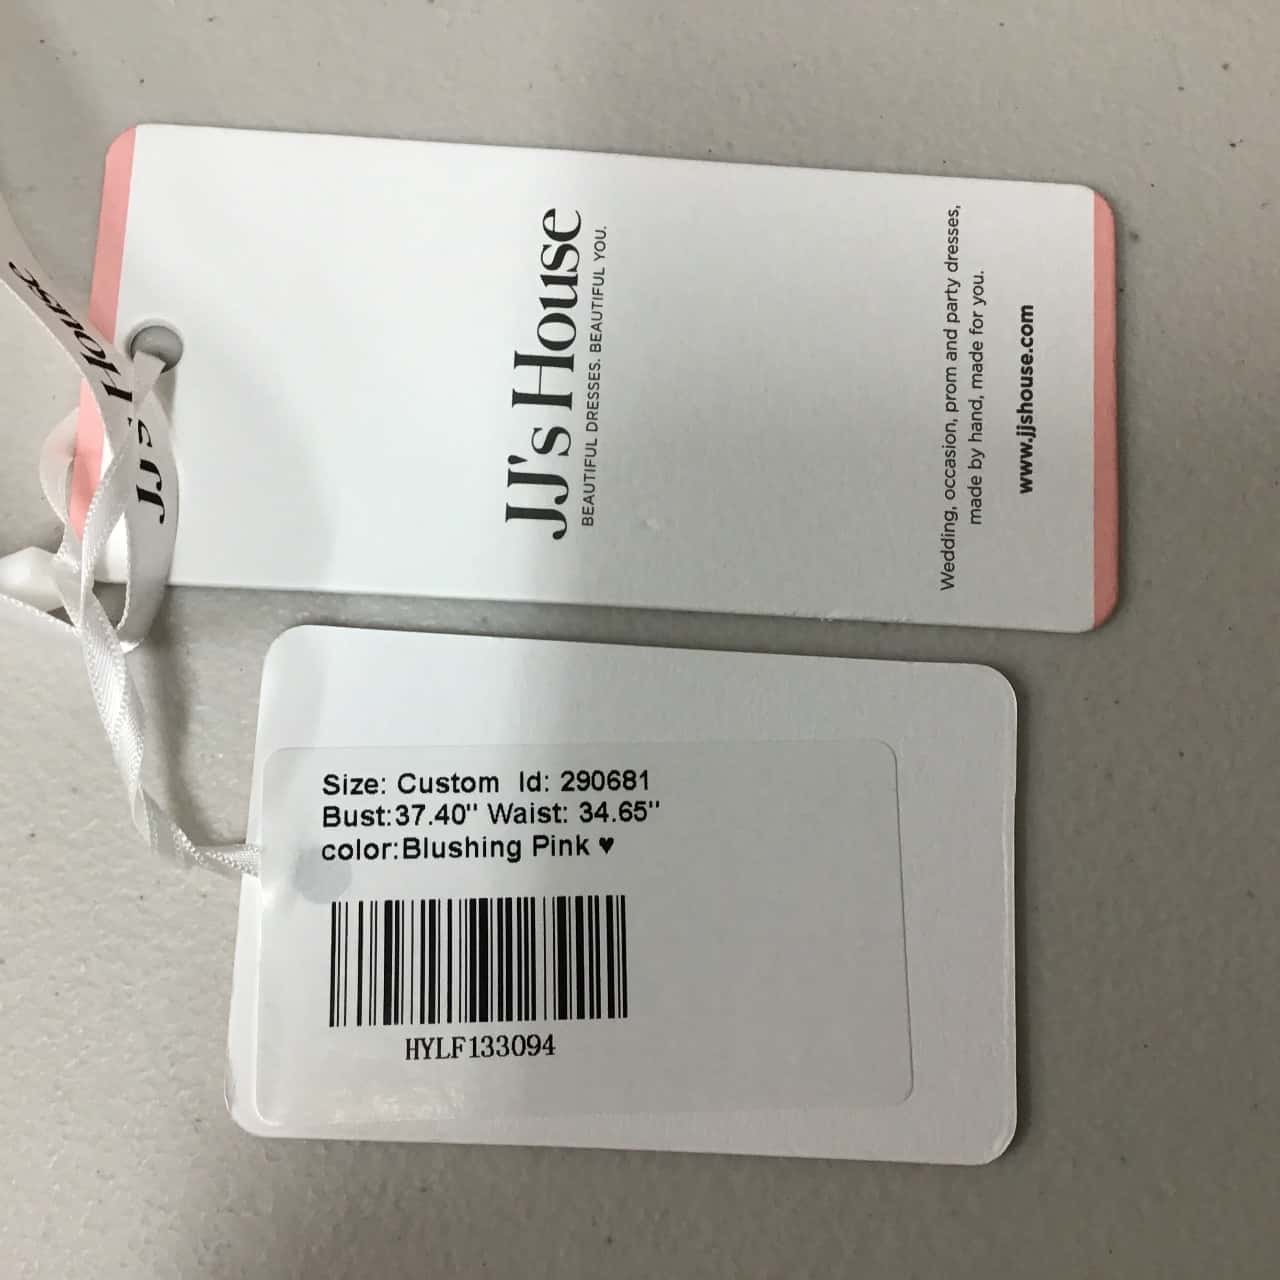 JJ's House
JJ's House
BEAUTIFUL DRESSES. BEAUTIFUL YOU.
Wedding, occasion, prom and party dresses,
made by hand, made for you.
www.jjshouse.com
Size: Custom Id: 290681
Bust:37.40" Waist: 34.65"
color:Blushing Pink ♥
HYLF133094